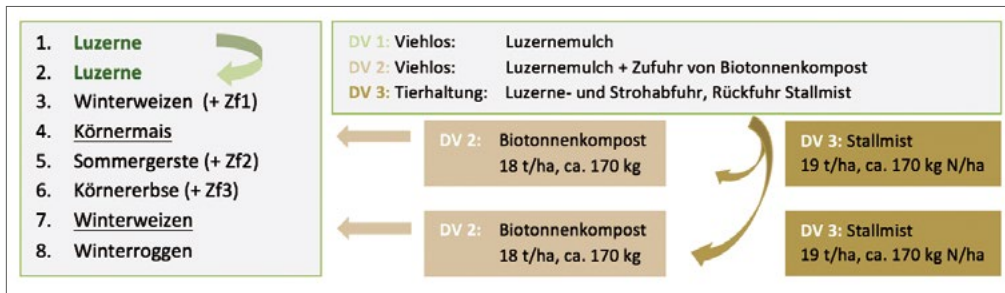 1. Luzerne
2. Luzerne
3. Winterweizen (+ Zf1)
4. Körnermais
5. Sommergerste (+ Zf2)
6. Körnererbse (+ Zf3)
7. Winterweizen
8. Winterroggen
DV 1: Viehlos: Luzernemulch
DV 2: Viehlos: Luzernemulch + Zufuhr von Biotonnenkompost
DV 3: Tierhaltung: Luzerne- und Strohabfuhr, Rückfuhr Stallmist
DV 2: Biotonnenkompost
18 t/ha, ca. 170 kg
DV 3: Stallmist
19 t/ha, ca. 170 kg N/ha
DV 2: Biotonnenkompost
18 t/ha, ca. 170 kg
DV 3: Stallmist
19 t/ha, ca. 170 kg N/ha